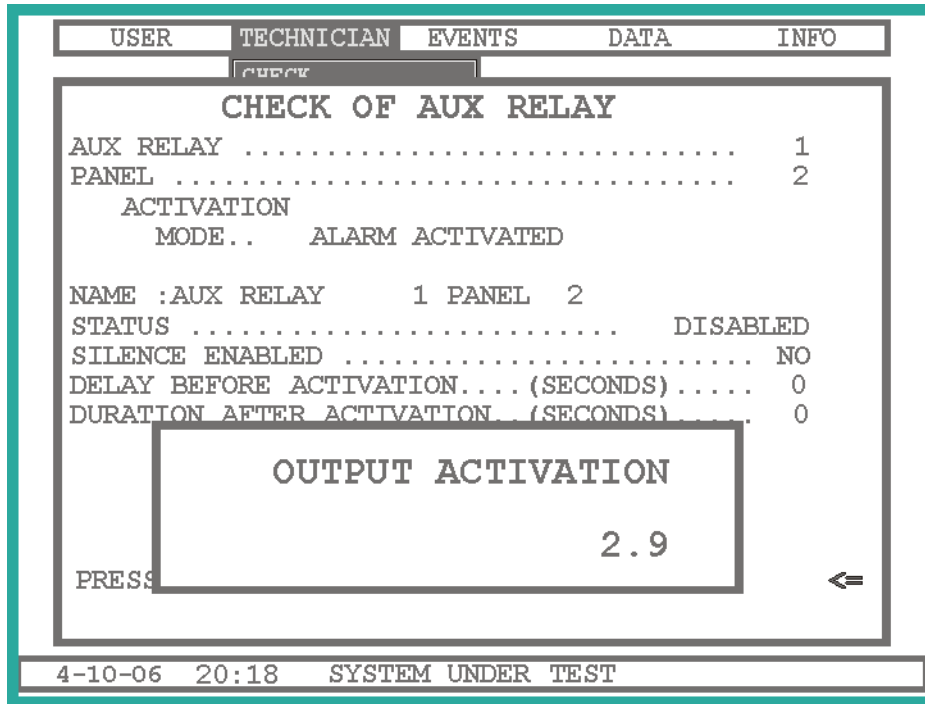 USER TECHNICIAN EVENTS DATA INFO
CHECK
CHECK OF AUX RELAY
AUX RELAY .............................. 1
PANEL .................................. 2
ACTIVATION
MODE.. ALARM ACTIVATED
NAME :AUX RELAY 1 PANEL 2
STATUS .......................... DISABLED
SILENCE ENABLED ......................... NO
DELAY BEFORE ACTIVATION....(SECONDS)..... 0
DURATION AFTER ACTIVATION..(SECONDS)..... 0
OUTPUT ACTIVATION
2.9
PRESS <=
4-10-06 20:18 SYSTEM UNDER TEST